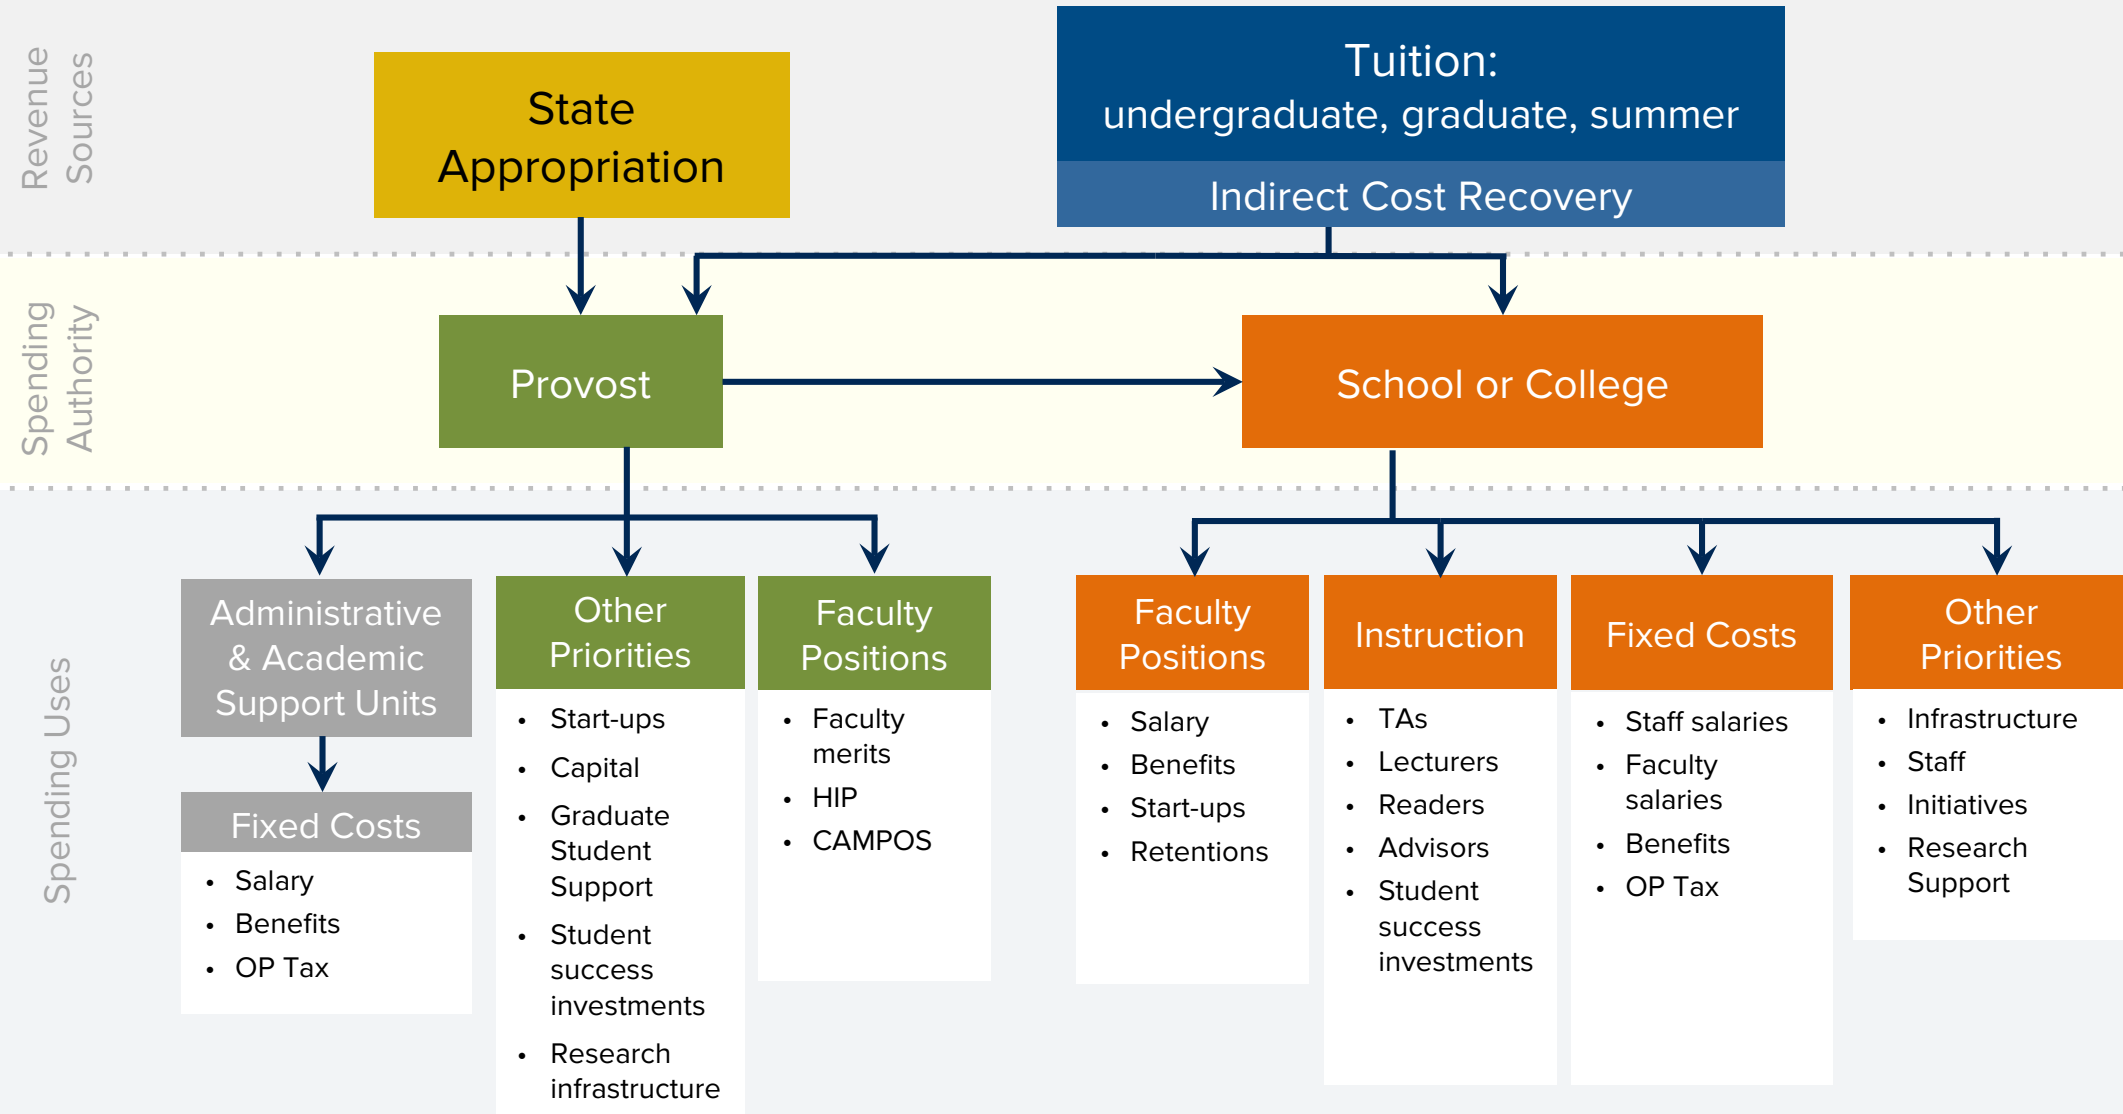 Revenue
Sources
State
Appropriation
Tuition:
undergraduate, graduate, summer
Indirect Cost Recovery
Spending
Authority
Provost
School or College
Spending Uses
Administrative
& Academic
Support Units
Fixed Costs
• Salary
• Benefits
• OP Tax
Other
Priorities
• Start-ups
• Capital
• Graduate
Student
Support
• Student
success
investments
• Research
infrastructure
Faculty
Positions
• Faculty
merits
• HIP
• CAMPOS
Faculty
Positions
• Salary
• Benefits
• Start-ups
• Retentions
Instruction
• TAs
• Lecturers
• Readers
• Advisors
• Student
success
investments
Fixed Costs
• Staff salaries
• Faculty
salaries
• Benefits
• OP Tax
Other
Priorities
• Infrastructure
• Staff
• Initiatives
• Research
Support